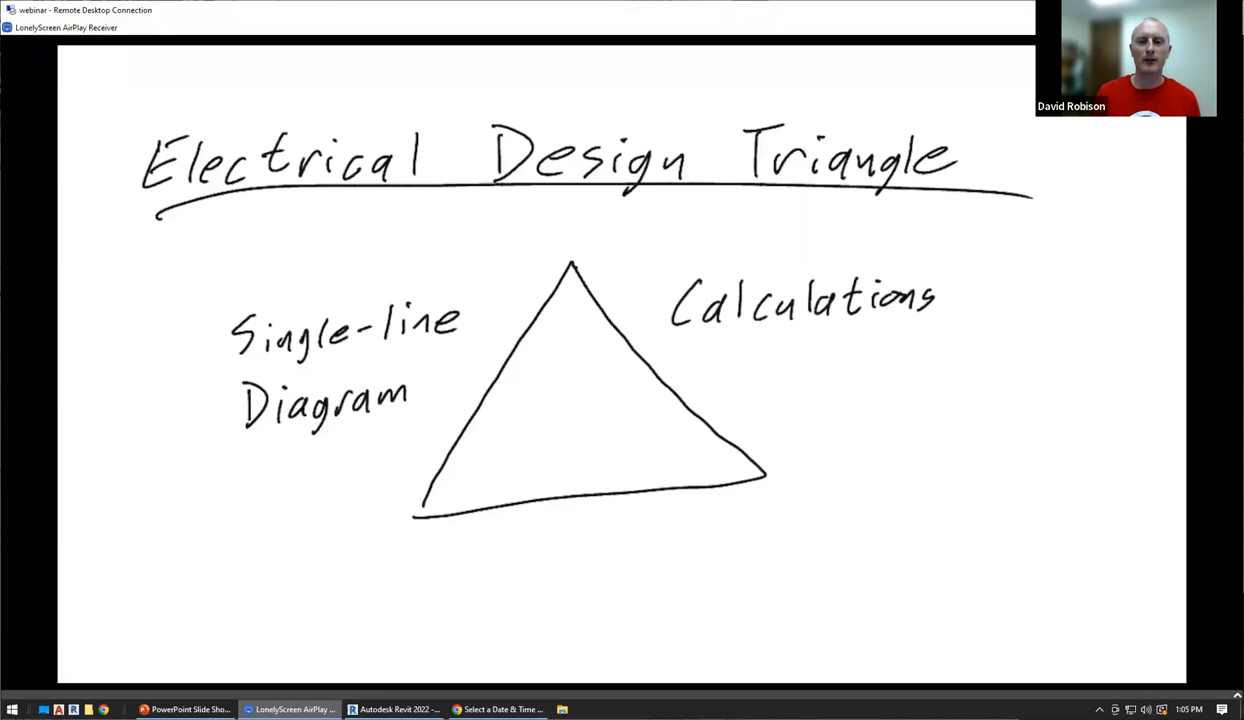 webinar - Remote Desktop Connection
LonelyScreen AirPlay Receiver
David Robison
Electrical Design Triangle
Single-line
Diagram
Calculations
PowerPoint Slide Sho...
LonelyScreen AirPlay ...
Autodesk Revit 2022 -...
Select a Date & Time ...
1:05 PM